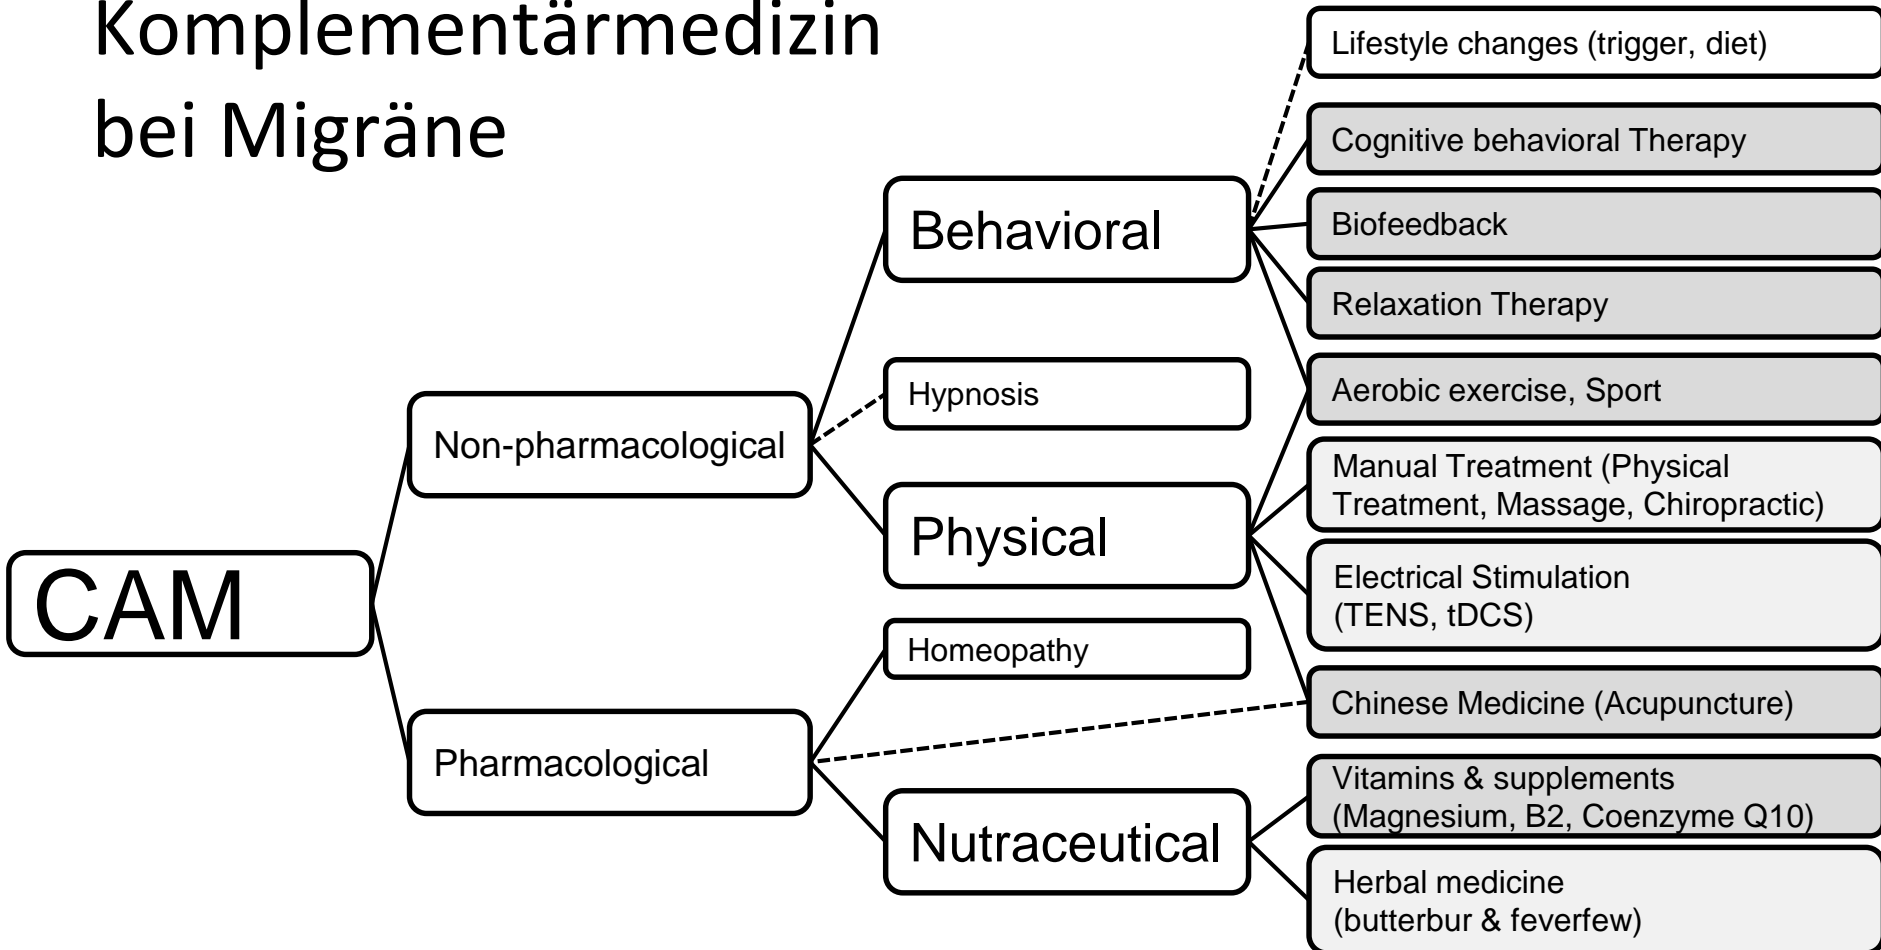 Komplementärmedizin
bei Migräne
CAM
Non-pharmacological
Pharmacological
Behavioral
Hypnosis
Physical
Homeopathy
Nutraceutical
Lifestyle changes (trigger, diet)
Cognitive behavioral Therapy
Biofeedback
Relaxation Therapy
Aerobic exercise, Sport
Manual Treatment (Physical
Treatment, Massage, Chiropractic)
Electrical Stimulation
(TENS, tDCS)
Chinese Medicine (Acupuncture)
Vitamins & supplements
(Magnesium, B2, Coenzyme Q10)
Herbal medicine
(butterbur & feverfew)